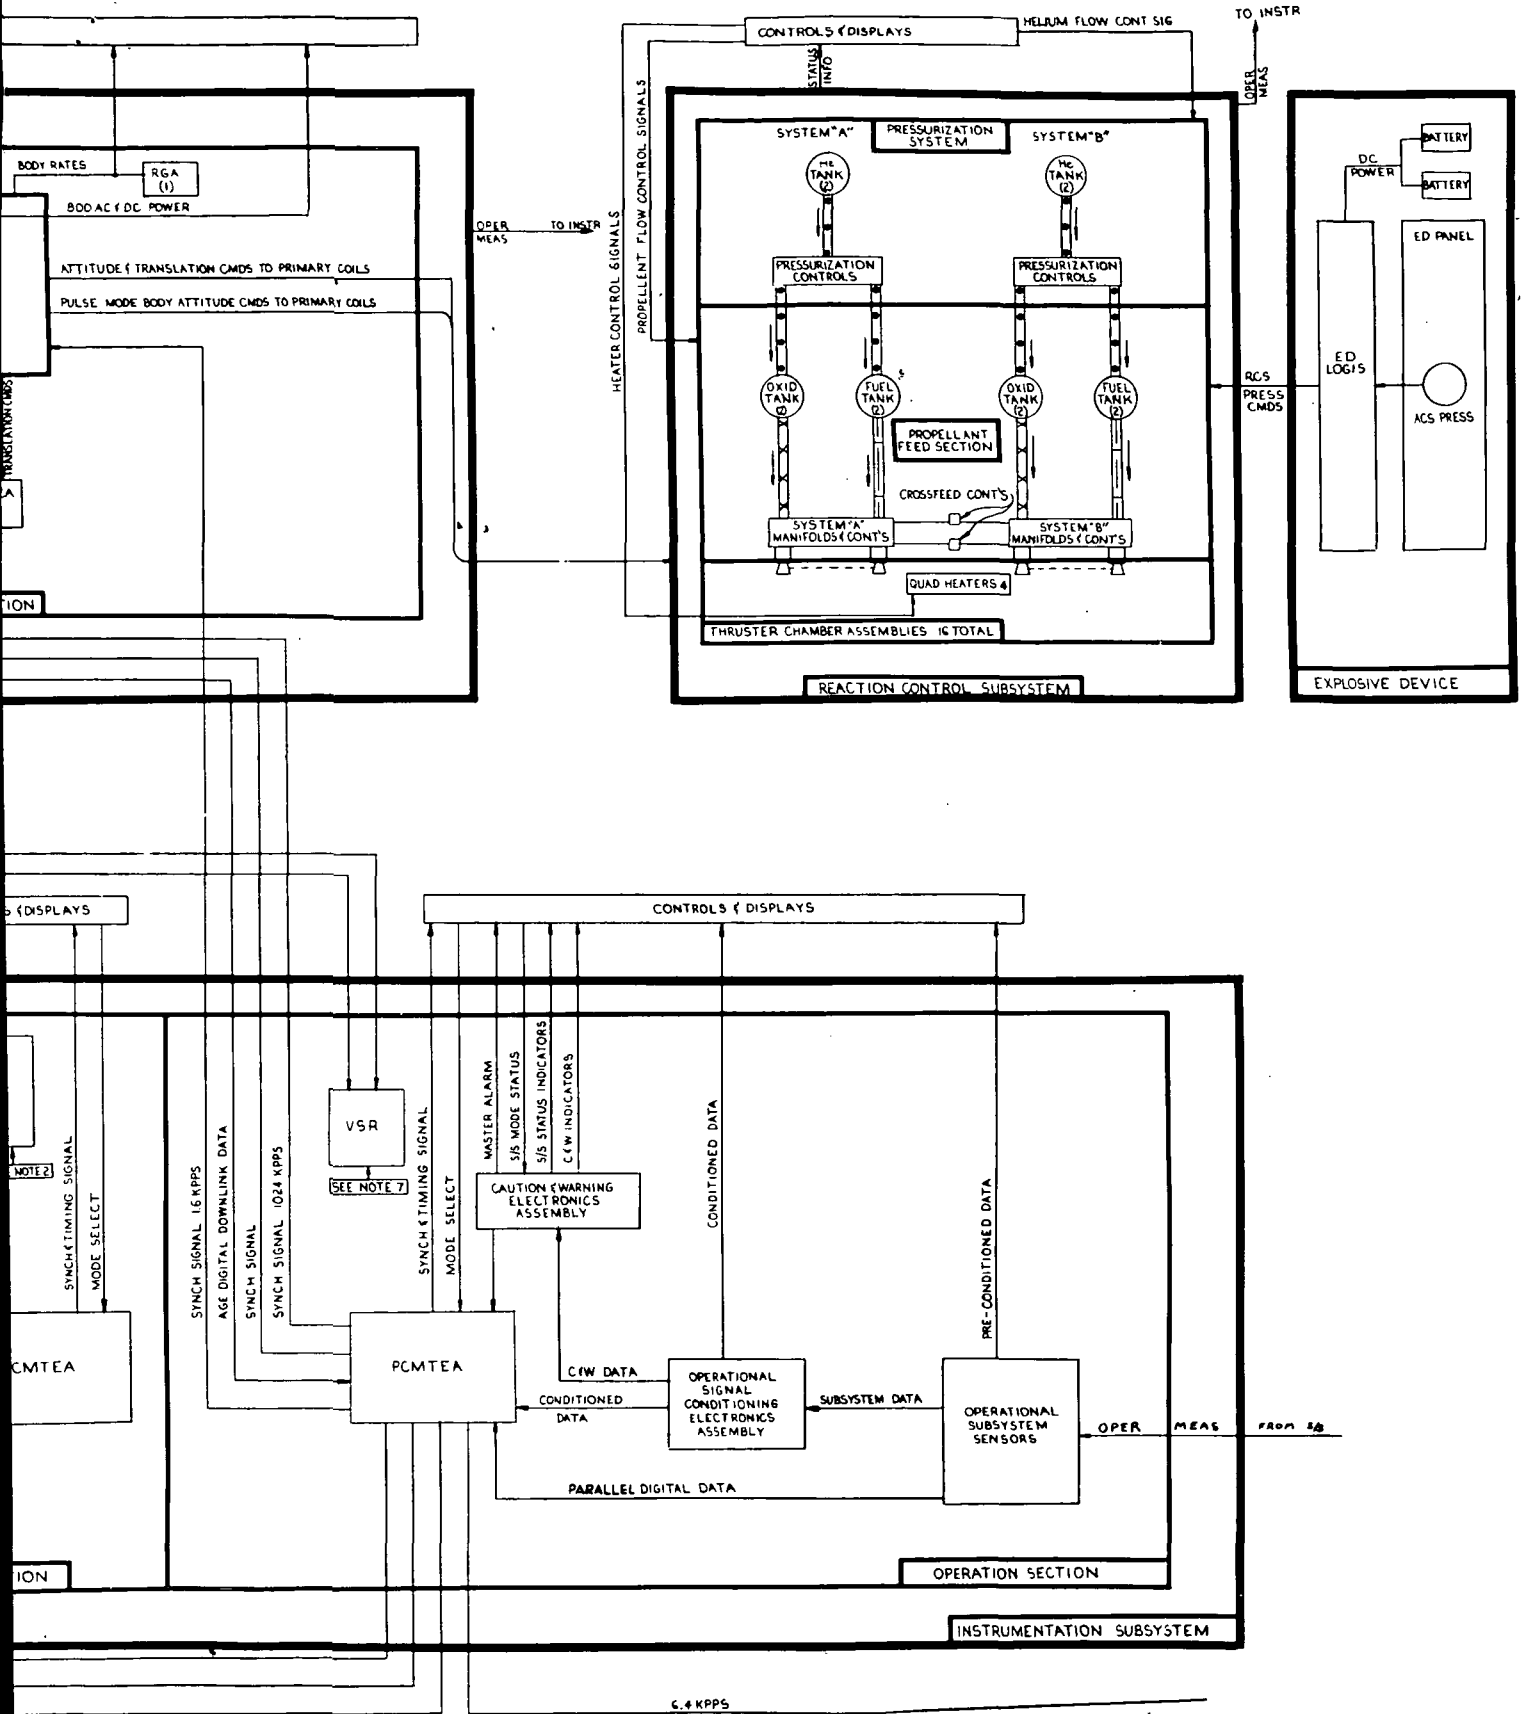 TO INSTR
OPER
MEAS
HELIUM FLOW CONT SIG
CONTROLS & DISPLAYS
STATUS
INFO
HEATER CONTROL SIGNALS
PROPELLENT FLOW CONTROL SIGNALS
SYSTEM "A"
PRESSURIZATION
SYSTEM
SYSTEM "B"
He
TANK
(2)
He
TANK
(2)
PRESSURIZATION
CONTROLS
PRESSURIZATION
CONTROLS
OXID
TANK
(2)
FUEL
TANK
(2)
OXID
TANK
(2)
FUEL
TANK
(2)
PROPELLANT
FEED SECTION
CROSSFEED CONT'S
SYSTEM "A"
MANIFOLDS & CONT'S
SYSTEM "B"
MANIFOLDS & CONT'S
QUAD HEATERS 4
THRUSTER CHAMBER ASSEMBLIES 16 TOTAL
REACTION CONTROL SUBSYSTEM
BATTERY
BATTERY
DC
POWER
ED PANEL
ED
LOGIS
ACS PRESS
RCS
PRESS
CMDS
EXPLOSIVE DEVICE
BODY RATES
RGA
(1)
BOD AC & DC POWER
OPER
MEAS
TO INSTR
ATTITUDE & TRANSLATION CMDS TO PRIMARY COILS
PULSE MODE BODY ATTITUDE CMDS TO PRIMARY COILS
TRANSLATION CMDS
TION
S & DISPLAYS
CONTROLS & DISPLAYS
NOTE 2
SYNCH & TIMING SIGNAL
MODE SELECT
SYNCH SIGNAL 1.6 KPPS
AGE DIGITAL DOWNLINK DATA
SYNCH SIGNAL
SYNCH SIGNAL 1024 KPPS
VSR
SEE NOTE 7
SYNCH & TIMING SIGNAL
MODE SELECT
MASTER ALARM
S/S MODE STATUS
S/S STATUS INDICATORS
C&W INDICATORS
CAUTION & WARNING
ELECTRONICS
ASSEMBLY
CONDITIONED DATA
PRE-CONDITIONED DATA
CMTEA
PCMTEA
C&W DATA
CONDITIONED
DATA
OPERATIONAL
SIGNAL
CONDITIONING
ELECTRONICS
ASSEMBLY
SUBSYSTEM DATA
OPERATIONAL
SUBSYSTEM
SENSORS
OPER MEAS FROM S/S
PARALLEL DIGITAL DATA
ION
OPERATION SECTION
INSTRUMENTATION SUBSYSTEM
6.4 KPPS